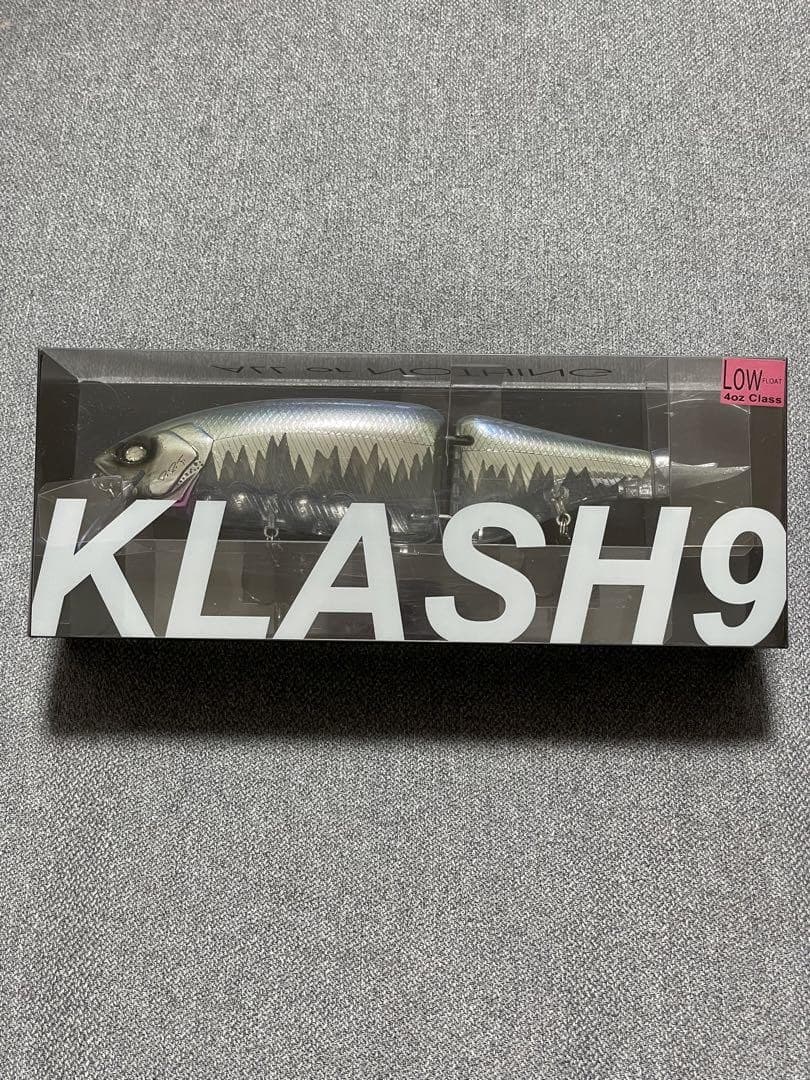 ALL or NOTHING
LOW FLOAT
4oz Class
KLASH9